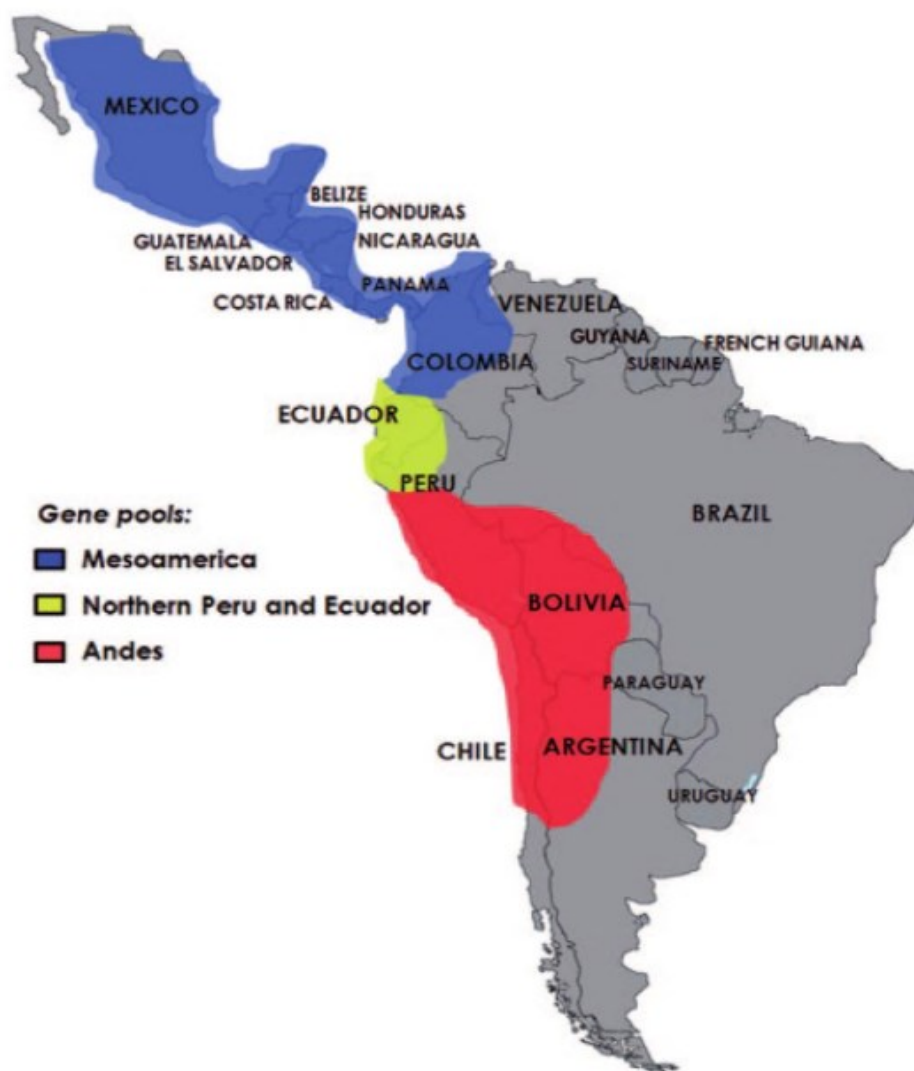 MEXICO
BELIZE
HONDURAS
GUATEMALA
NICARAGUA
EL SALVADOR
PANAMA
COSTA RICA
VENEZUELA
GUYANA
FRENCH GUIANA
COLOMBIA
SURINAME
ECUADOR
PERU
BRAZIL
Gene pools:
Mesoamerica
Northern Peru and Ecuador
Andes
BOLIVIA
PARAGUAY
CHILE
ARGENTINA
URUGUAY